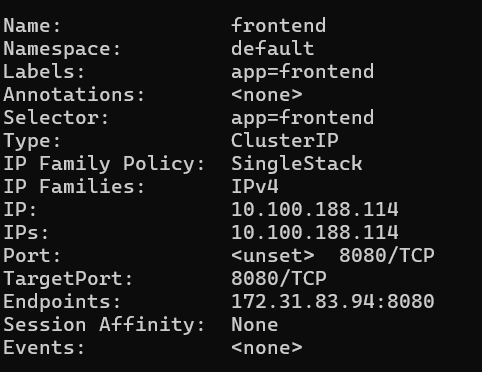 Name:              frontend
Namespace:         default
Labels:            app=frontend
Annotations:       <none>
Selector:          app=frontend
Type:              ClusterIP
IP Family Policy:  SingleStack
IP Families:       IPv4
IP:                10.100.188.114
IPs:               10.100.188.114
Port:              <unset>  8080/TCP
TargetPort:        8080/TCP
Endpoints:         172.31.83.94:8080
Session Affinity:  None
Events:            <none>